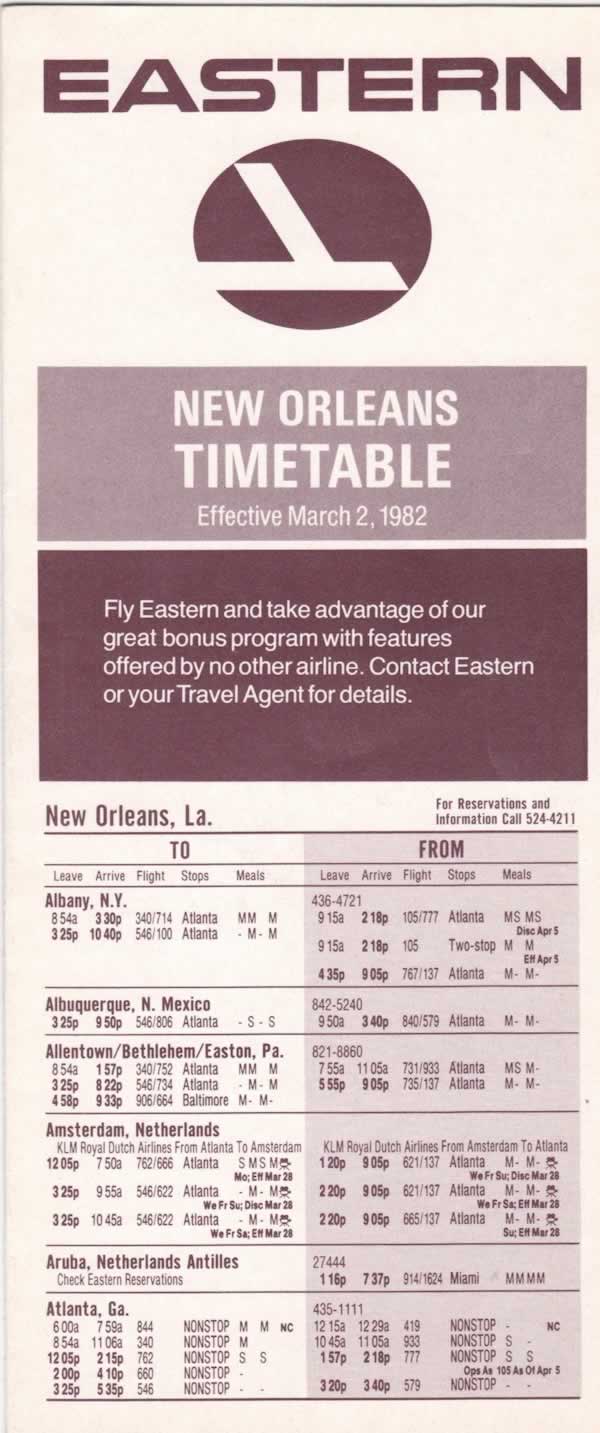 EASTERN
NEW ORLEANS
TIMETABLE
Effective March 2, 1982
Fly Eastern and take advantage of our
great bonus program with features
offered by no other airline. Contact Eastern
or your Travel Agent for details.
New Orleans, La.
For Reservations and
Information Call 524-4211
TO
FROM
Leave Arrive Flight Stops Meals
Leave Arrive Flight Stops Meals
Albany, N.Y.
8 54a 3 30p 340/714 Atlanta MM M
3 25p 10 40p 546/100 Atlanta - M- M
436-4721
9 15a 2 18p 105/777 Atlanta MS MS
Disc Apr 5
9 15a 2 18p 105 Two-stop M M
Eff Apr 5
4 35p 9 05p 767/137 Atlanta M- M-
Albuquerque, N. Mexico
3 25p 9 50p 546/806 Atlanta - S - S
842-5240
9 50a 3 40p 840/579 Atlanta M- M-
Allentown/Bethlehem/Easton, Pa.
8 54a 1 57p 340/752 Atlanta MM M
3 25p 8 22p 546/734 Atlanta - M- M
4 58p 9 33p 906/664 Baltimore M- M-
821-8860
7 55a 11 05a 731/933 Atlanta MS M-
5 55p 9 05p 735/137 Atlanta M- M-
Amsterdam, Netherlands
KLM Royal Dutch Airlines From Atlanta To Amsterdam
12 05p 7 50a 762/666 Atlanta S MS M
Mo; Eff Mar 28
3 25p 9 55a 546/622 Atlanta - M- M
We Fr Su; Disc Mar 28
3 25p 10 45a 546/622 Atlanta - M- M
We Fr Sa; Eff Mar 28
KLM Royal Dutch Airlines From Amsterdam To Atlanta
1 20p 9 05p 621/137 Atlanta M- M-
We Fr Su; Disc Mar 28
2 20p 9 05p 621/137 Atlanta M- M-
We Fr Sa; Eff Mar 28
2 20p 9 05p 665/137 Atlanta M- M-
Su; Eff Mar 28
Aruba, Netherlands Antilles
Check Eastern Reservations
27444
1 16p 7 37p 914/1624 Miami MMMM
Atlanta, Ga.
6 00a 7 59a 844 NONSTOP M M NC
8 54a 11 06a 340 NONSTOP M
12 05p 2 15p 762 NONSTOP S S
2 00p 4 10p 660 NONSTOP -
3 25p 5 35p 546 NONSTOP - -
435-1111
12 15a 12 29a 419 NONSTOP - NC
10 45a 11 05a 933 NONSTOP S -
1 57p 2 18p 777 NONSTOP S S
Ops As 105 As Of Apr 5
3 20p 3 40p 579 NONSTOP - -